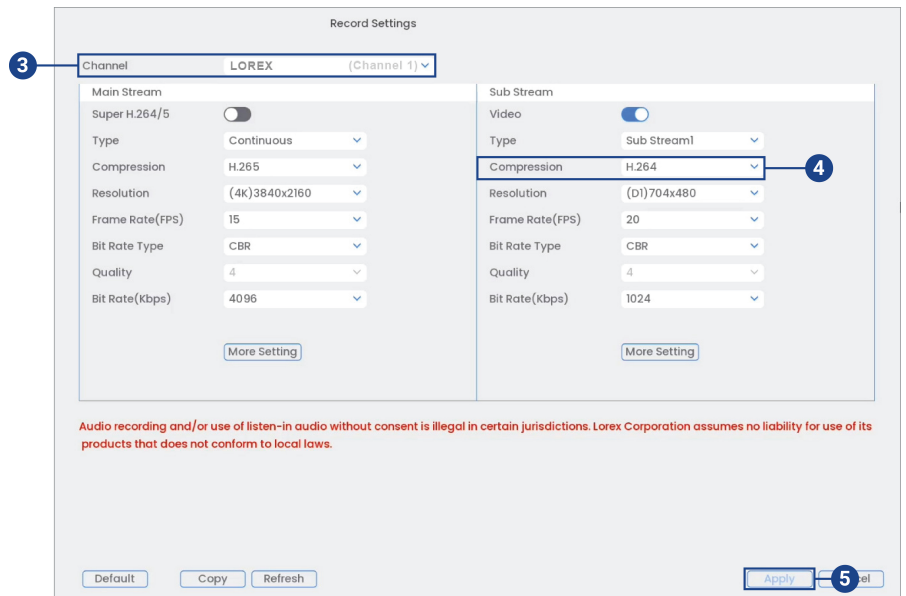 Record Settings
3
Channel LOREX (Channel 1)
Main Stream
Super H.264/5
Type Continuous
Compression H.265
Resolution (4K)3840x2160
Frame Rate(FPS) 15
Bit Rate Type CBR
Quality 4
Bit Rate(Kbps) 4096
More Setting
Sub Stream
Video
Type Sub Stream1
Compression H.264
4
Resolution (D1)704x480
Frame Rate(FPS) 20
Bit Rate Type CBR
Quality 4
Bit Rate(Kbps) 1024
More Setting
Audio recording and/or use of listen-in audio without consent is illegal in certain jurisdictions. Lorex Corporation assumes no liability for use of its
products that does not conform to local laws.
Default Copy Refresh Apply 5 el